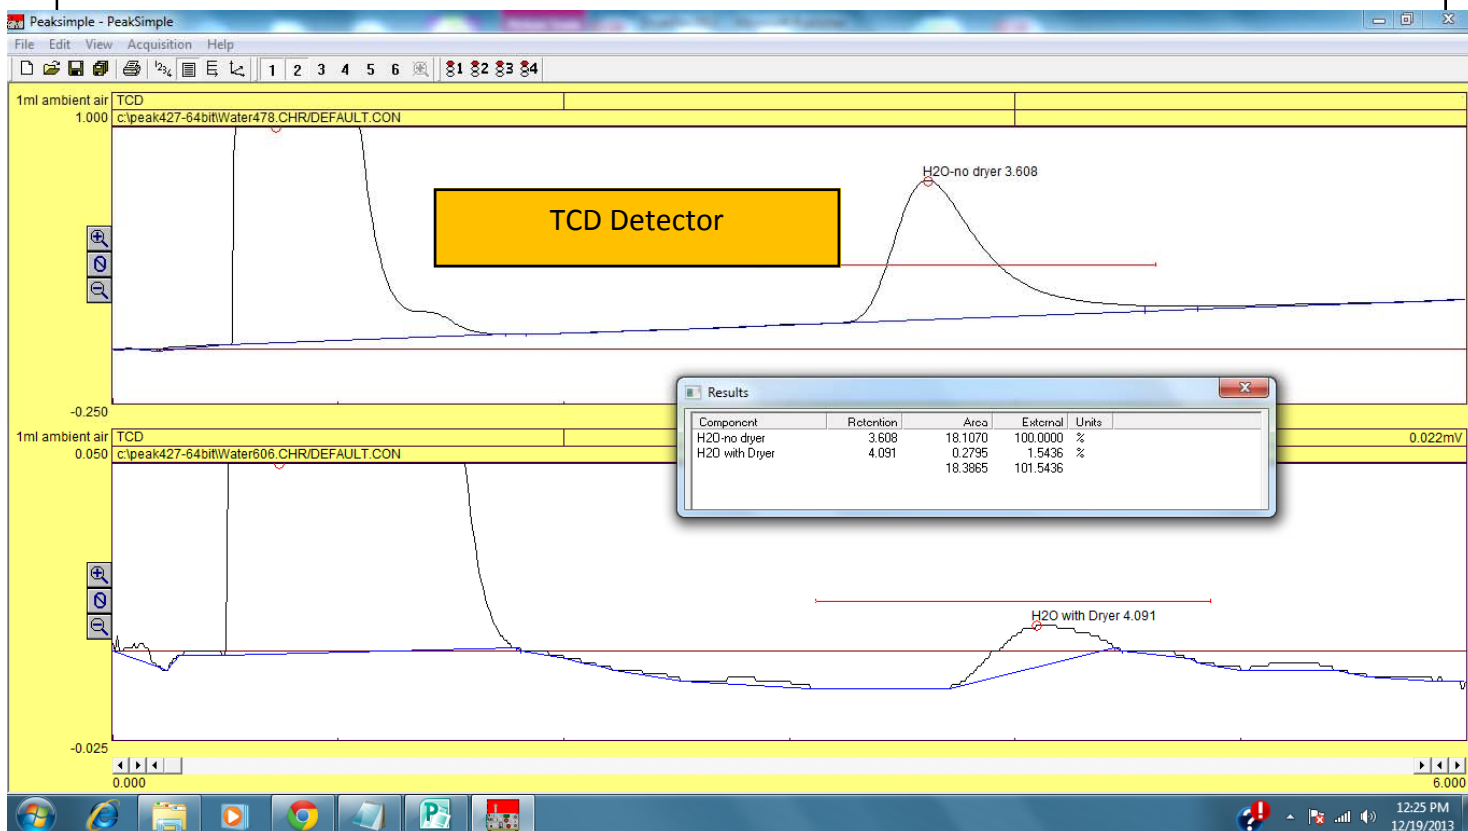 Peaksimple - PeakSimple
File Edit View Acquisition Help
1 2 3 4 5 6 1 2 3 4
1ml ambient air TCD
1.000 c:\peak427-64bit\Water478.CHR/DEFAULT.CON
H2O-no dryer 3.608
TCD Detector
-0.250
Results
Component Retention Area External Units
H2O-no dryer 3.608 18.1070 100.0000 %
H2O with Dryer 4.091 0.2795 1.5436 %
18.3865 101.5436
1ml ambient air TCD 0.022mV
0.050 c:\peak427-64bit\Water606.CHR/DEFAULT.CON
H2O with Dryer 4.091
-0.025
0.000 6.000
12:25 PM
12/19/2013